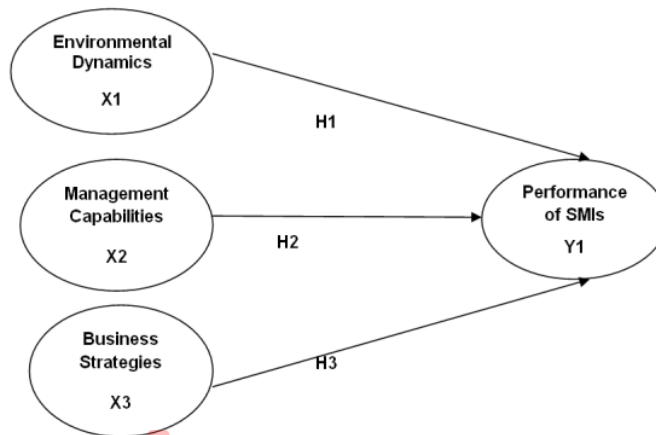 Environmental
Dynamics
X1
H1
Management
Capabilities
X2
H2
Performance
of SMIs
Y1
Business
Strategies
X3
H3